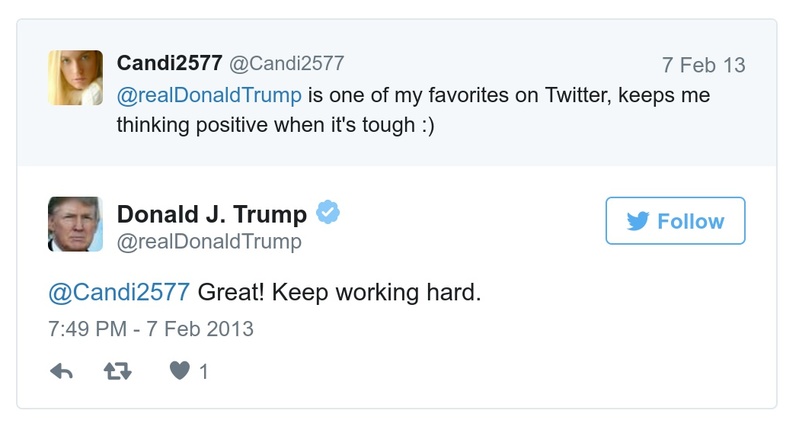 Candi2577 @Candi2577 7 Feb 13
@realDonaldTrump is one of my favorites on Twitter, keeps me
thinking positive when it's tough :)
Donald J. Trump
@realDonaldTrump
Follow
@Candi2577 Great! Keep working hard.
7:49 PM - 7 Feb 2013
1